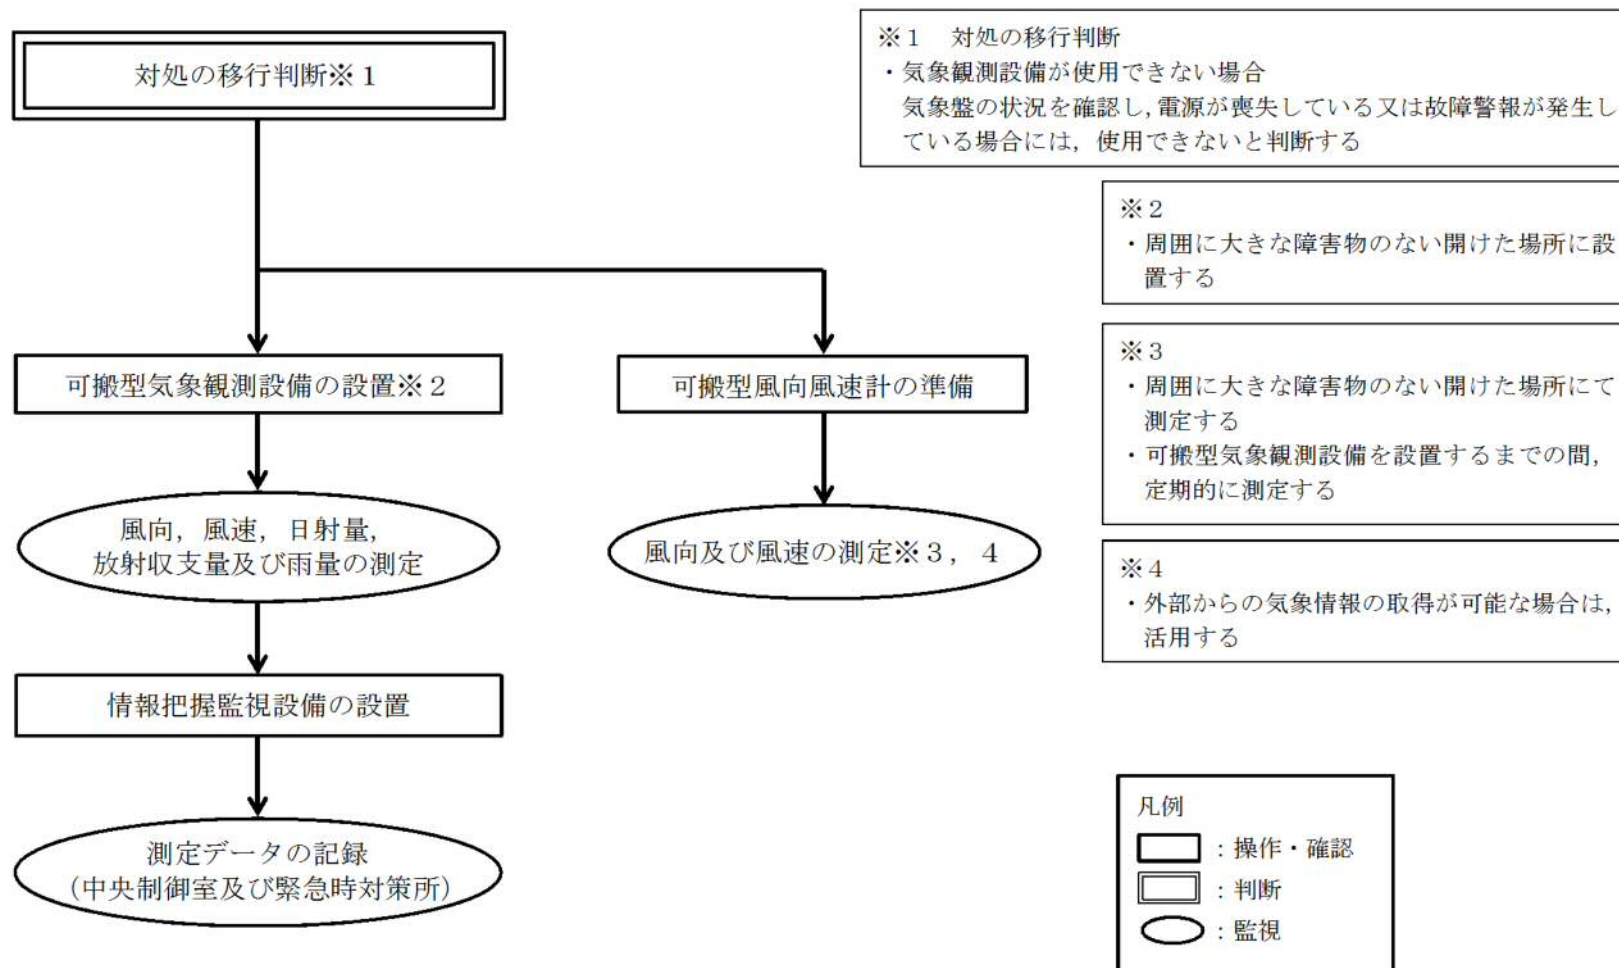 対処の移行判断※１
※１　対処の移行判断
・気象観測設備が使用できない場合
気象盤の状況を確認し，電源が喪失している又は故障警報が発生し
ている場合には，使用できないと判断する
※２
・周囲に大きな障害物のない開けた場所に設
置する
※３
・周囲に大きな障害物のない開けた場所にて
測定する
・可搬型気象観測設備を設置するまでの間，
定期的に測定する
※４
・外部からの気象情報の取得が可能な場合は，
活用する
可搬型気象観測設備の設置※２
可搬型風向風速計の準備
風向，風速，日射量，
放射収支量及び雨量の測定
風向及び風速の測定※３，４
情報把握監視設備の設置
測定データの記録
（中央制御室及び緊急時対策所）
凡例
：操作・確認
：判断
：監視